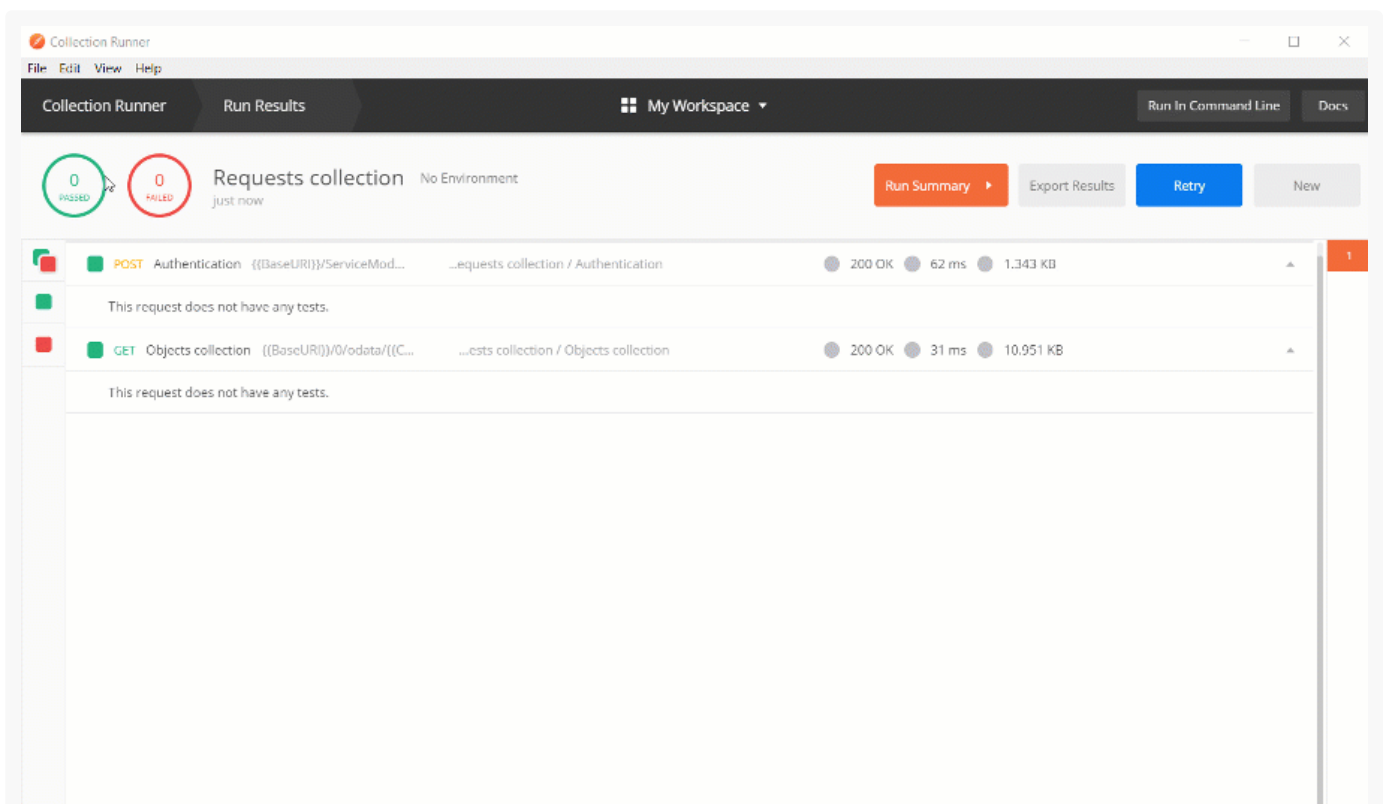 Collection Runner
File Edit View Help
Collection Runner Run Results My Workspace Run In Command Line Docs
0 PASSED 0 FAILED Requests collection No Environment Run Summary Export Results Retry New
just now
POST Authentication {{BaseURI}}/ServiceMod... ...equests collection / Authentication 200 OK 62 ms 1.343 KB 1
This request does not have any tests.
GET Objects collection {{BaseURI}}/0/odata/{{C... ...ests collection / Objects collection 200 OK 31 ms 10.951 KB
This request does not have any tests.